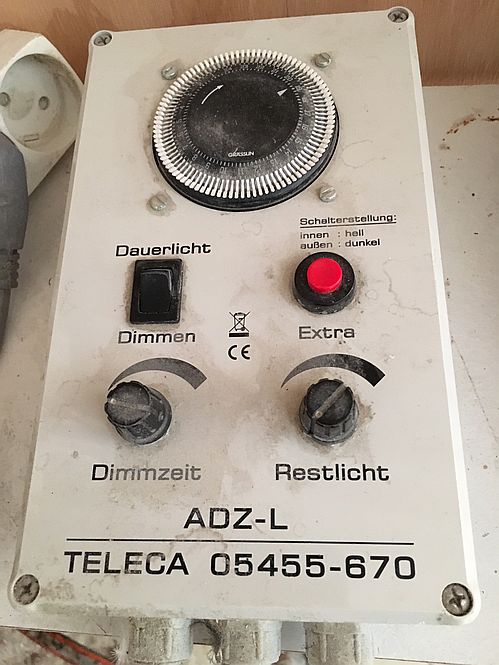 GRÄSSLIN
Schalterstellung:
innen : hell
außen : dunkel
Dauerlicht
Dimmen
Extra
CE
Dimmzeit
Restlicht
ADZ-L
TELECA 05455-670